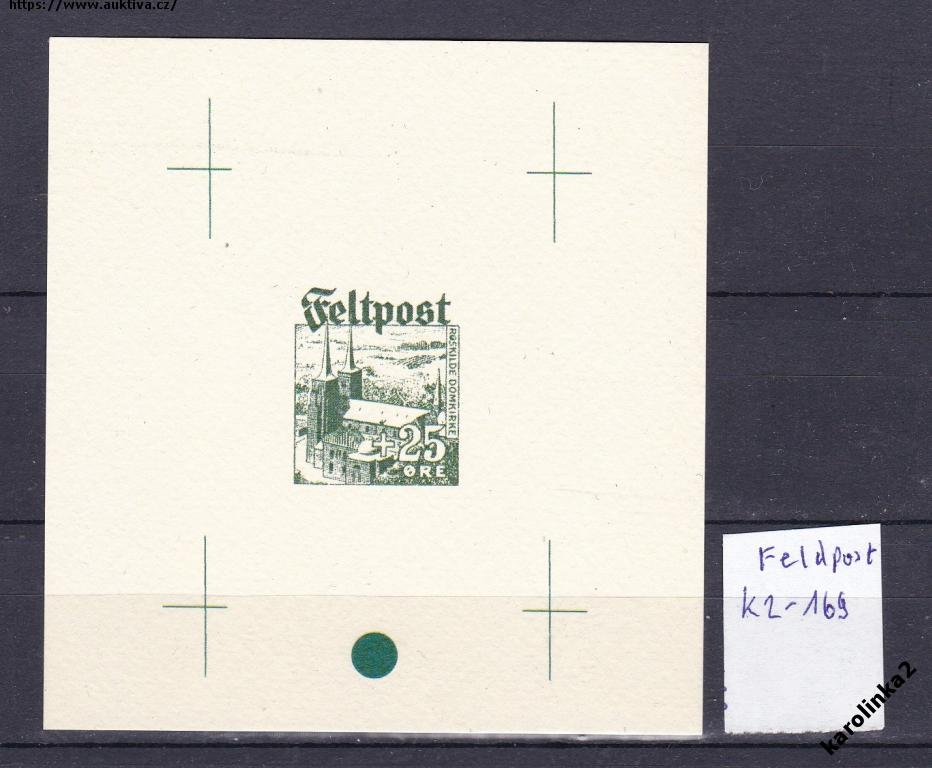 https://www.auktiva.cz/
Feltpost
ROSKILDE DOMKIRKE
+25
ØRE
Feldpost
K2-169
karolinka2